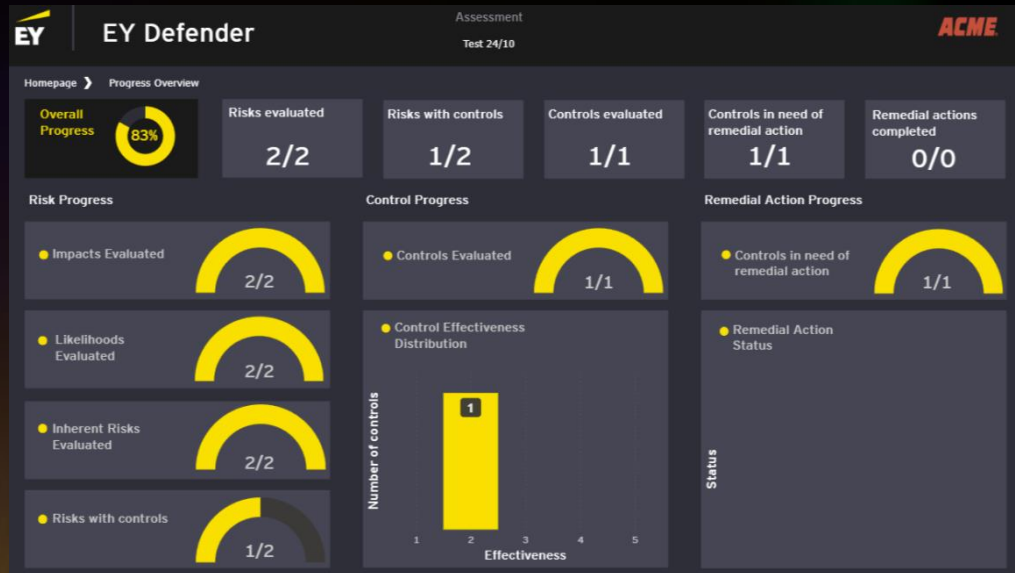 EY
EY Defender
Assessment
Test 24/10
ACME
Homepage ❯ Progress Overview
Overall
Progress
83%
Risks evaluated
2/2
Risks with controls
1/2
Controls evaluated
1/1
Controls in need of
remedial action
1/1
Remedial actions
completed
0/0
Risk Progress
Control Progress
Remedial Action Progress
Impacts Evaluated
2/2
Controls Evaluated
1/1
Controls in need of
remedial action
1/1
Likelihoods
Evaluated
2/2
Inherent Risks
Evaluated
2/2
Risks with controls
1/2
Control Effectiveness
Distribution
Number of controls
1
1 2 3 4 5
Effectiveness
Remedial Action
Status
Status